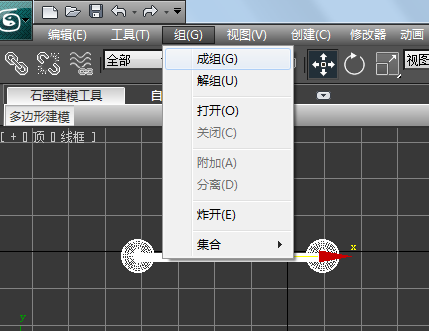 编辑(E) 工具(T) 组(G) 视图(V) 创建(C) 修改器 动画
全部 视图
成组(G)
解组(U)
打开(O)
关闭(C)
附加(A)
分离(D)
炸开(E)
集合
石墨建模工具 自
多边形建模
[ + ▯ 顶 ▯ 线框 ]
x
y